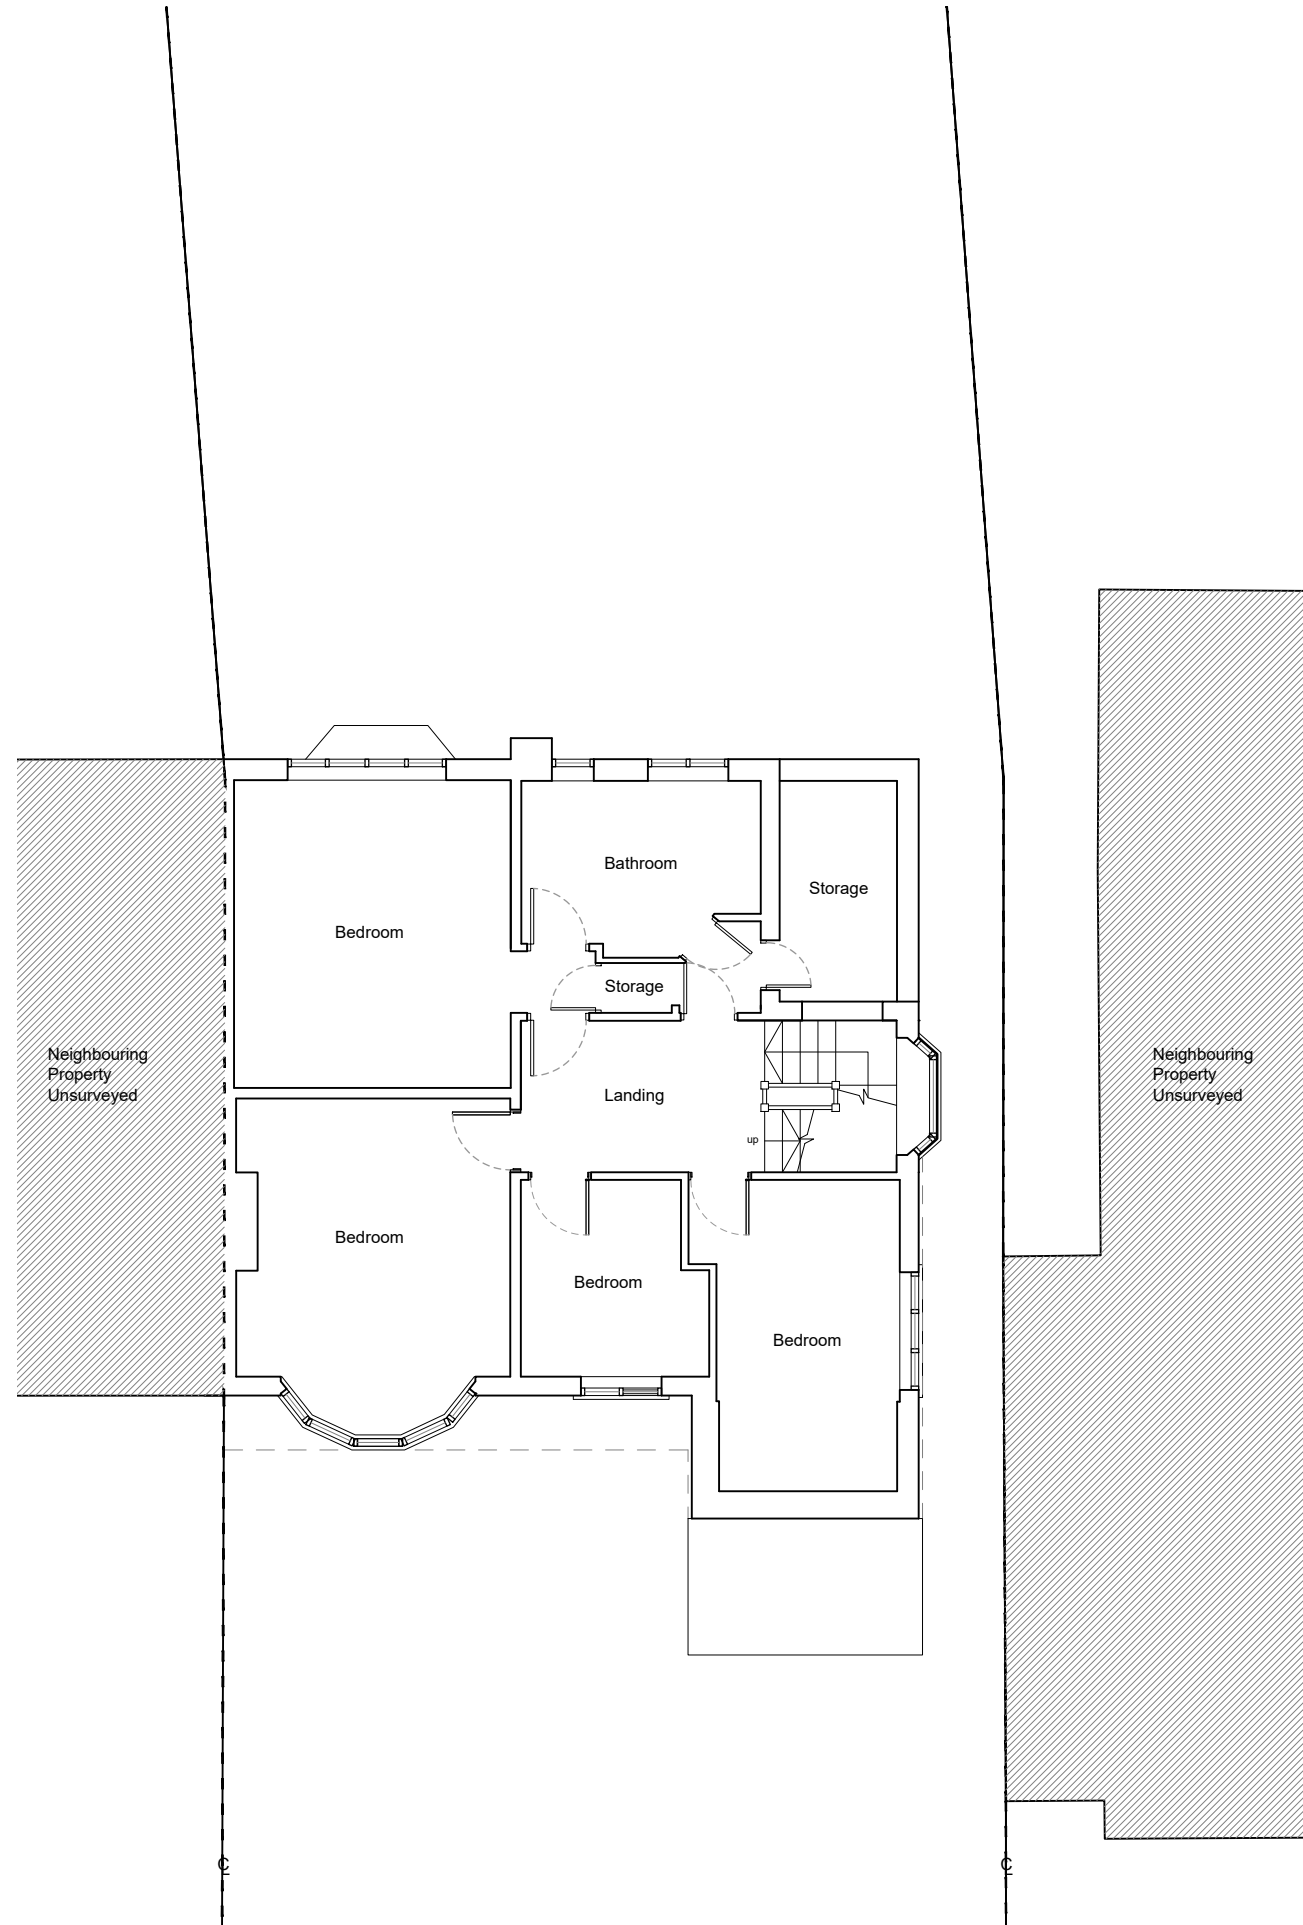 Bathroom
Storage
Bedroom
Storage
Neighbouring
Property
Unsurveyed
Landing
Neighbouring
Property
Unsurveyed
up
Bedroom
Bedroom
Bedroom
℄
℄